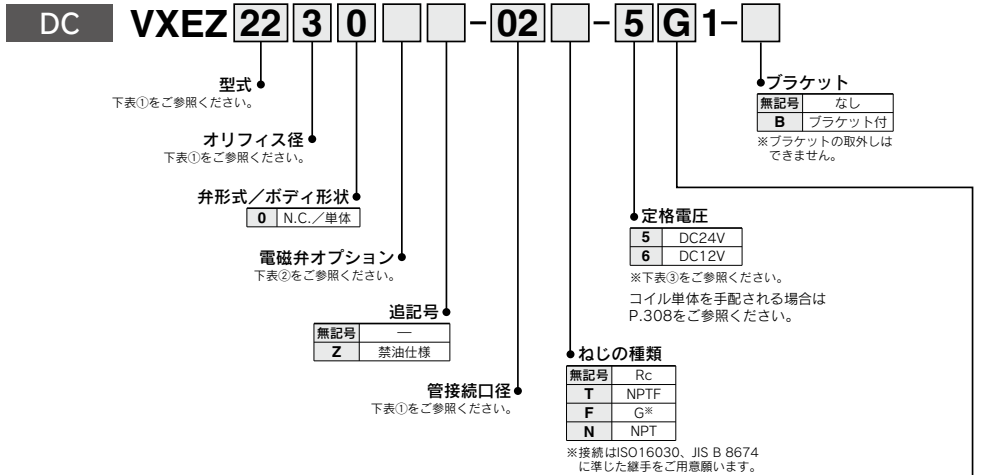 DC VXEZ 22 3 0 - 02 - 5 G 1-
型式
下表①をご参照ください。
オリフィス径
下表①をご参照ください。
弁形式/ボディ形状
0 N.C./単体
電磁弁オプション
下表②をご参照ください。
追記号
無記号 —
Z 禁油仕様
管接続口径
下表①をご参照ください。
ねじの種類
無記号 Rc
T NPTF
F G※
N NPT
※接続はISO16030、JIS B 8674
に準じた継手をご用意願います。
定格電圧
5 DC24V
6 DC12V
※下表③をご参照ください。
コイル単体を手配される場合は
P.308をご参照ください。
ブラケット
無記号 なし
B ブラケット付
※ブラケットの取外しは
できません。